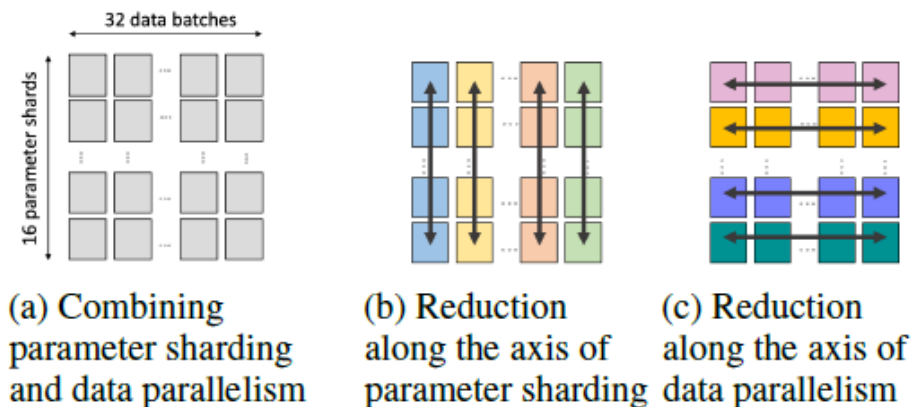 32 data batches
16 parameter shards
(a) Combining
parameter sharding
and data parallelism
(b) Reduction
along the axis of
parameter sharding
(c) Reduction
along the axis of
data parallelism